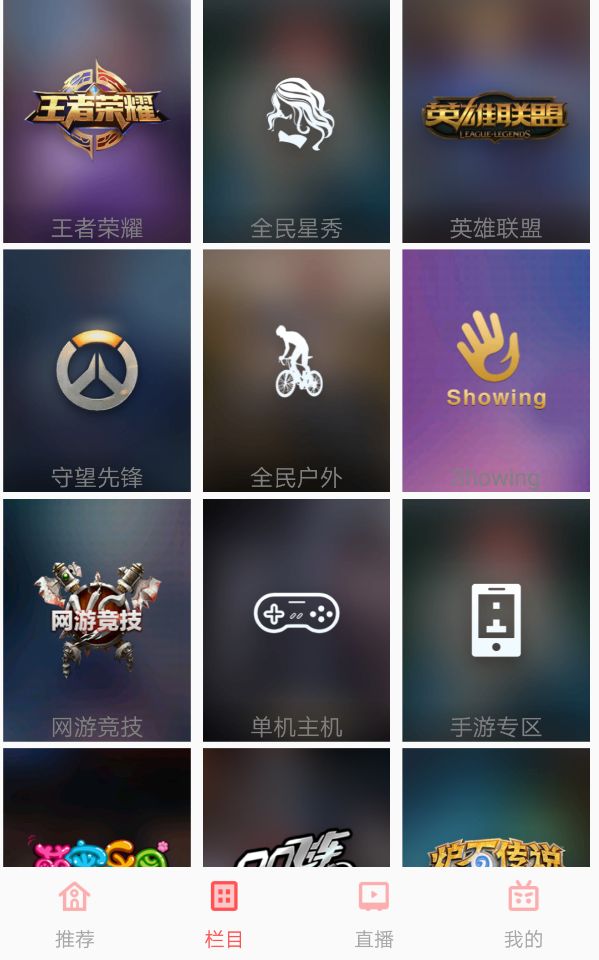 王者荣耀
英雄联盟
LEAGUE OF LEGENDS
王者荣耀
全民星秀
英雄联盟
Showing
守望先锋
全民户外
Showing
网游竞技
网游竞技
单机主机
手游专区
炉石传说
推荐
栏目
直播
我的